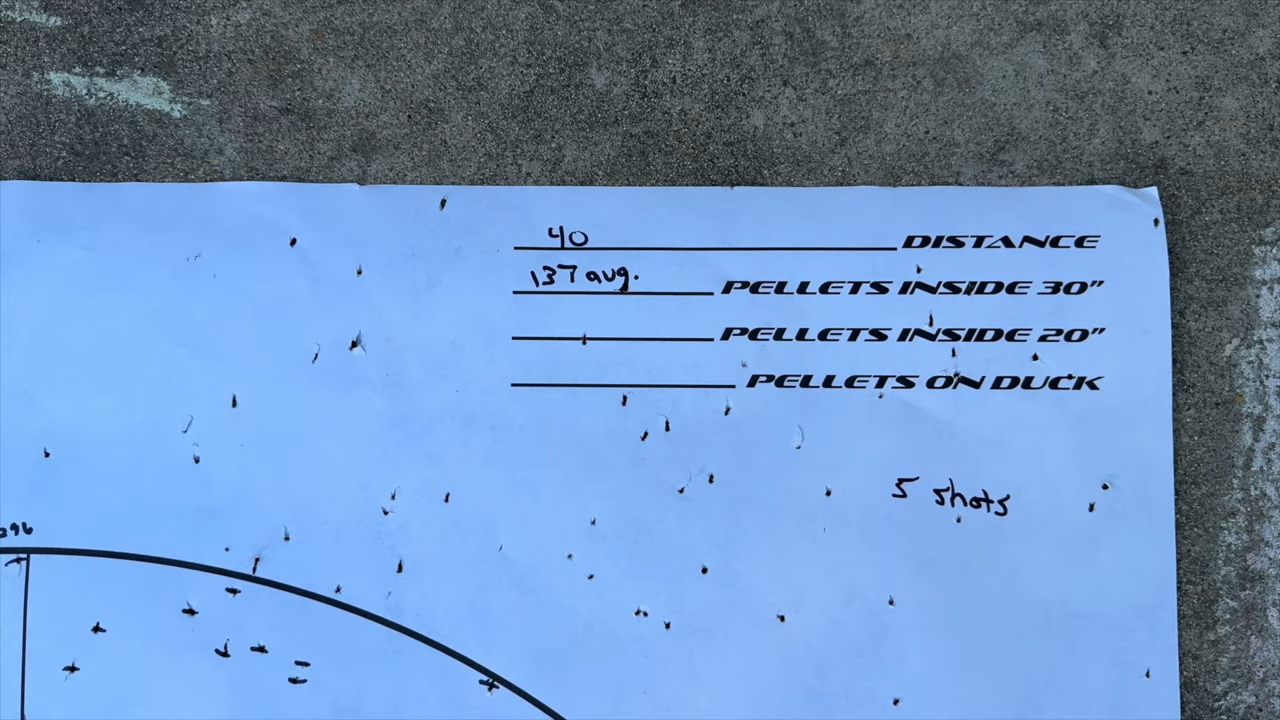 40 DISTANCE
137 avg. PELLETS INSIDE 30"
PELLETS INSIDE 20"
PELLETS ON DUCK
5 shots